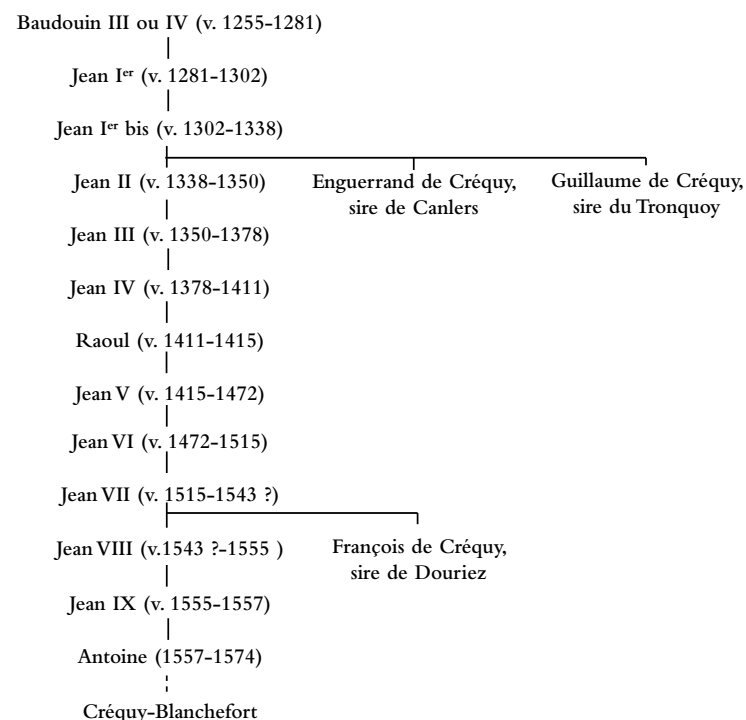 Baudouin III ou IV (v. 1255-1281)
Jean Iᵉʳ (v. 1281-1302)
Jean Iᵉʳ bis (v. 1302-1338)
Jean II (v. 1338-1350)
Enguerrand de Créquy,
sire de Canlers
Guillaume de Créquy,
sire du Tronquoy
Jean III (v. 1350-1378)
Jean IV (v. 1378-1411)
Raoul (v. 1411-1415)
Jean V (v. 1415-1472)
Jean VI (v. 1472-1515)
Jean VII (v. 1515-1543 ?)
Jean VIII (v.1543 ?-1555 )
François de Créquy,
sire de Douriez
Jean IX (v. 1555-1557)
Antoine (1557-1574)
Créquy-Blanchefort